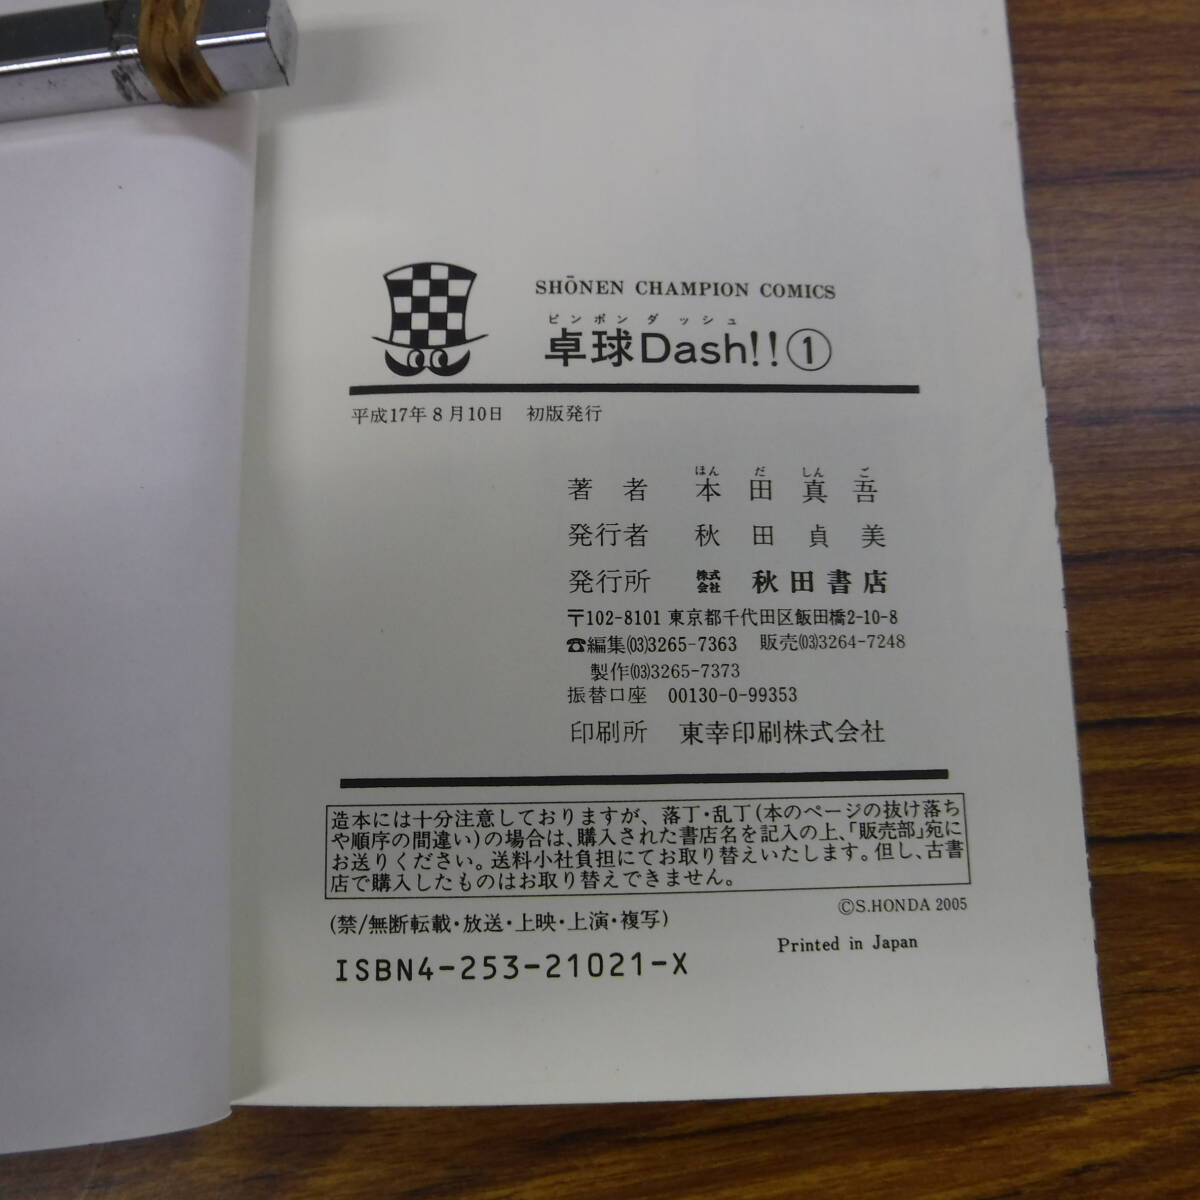 SHŌNEN CHAMPION COMICS
ピンポンダッシュ
卓球Dash!!①
平成17年8月10日 初版発行
ほん だ しん ご
著者 本田真吾
発行者 秋田貞美
発行所 株式会社 秋田書店
〒102-8101 東京都千代田区飯田橋2-10-8
☎編集(03)3265-7363 販売(03)3264-7248
製作(03)3265-7373
振替口座 00130-0-99353
印刷所 東幸印刷株式会社
造本には十分注意しておりますが、落丁・乱丁(本のページの抜け落ち
や順序の間違い)の場合は、購入された書店名を記入の上、「販売部」宛に
お送りください。送料小社負担にてお取り替えいたします。但し、古書
店で購入したものはお取り替えできません。
©S.HONDA 2005
(禁/無断転載・放送・上映・上演・複写)
Printed in Japan
ISBN4-253-21021-X